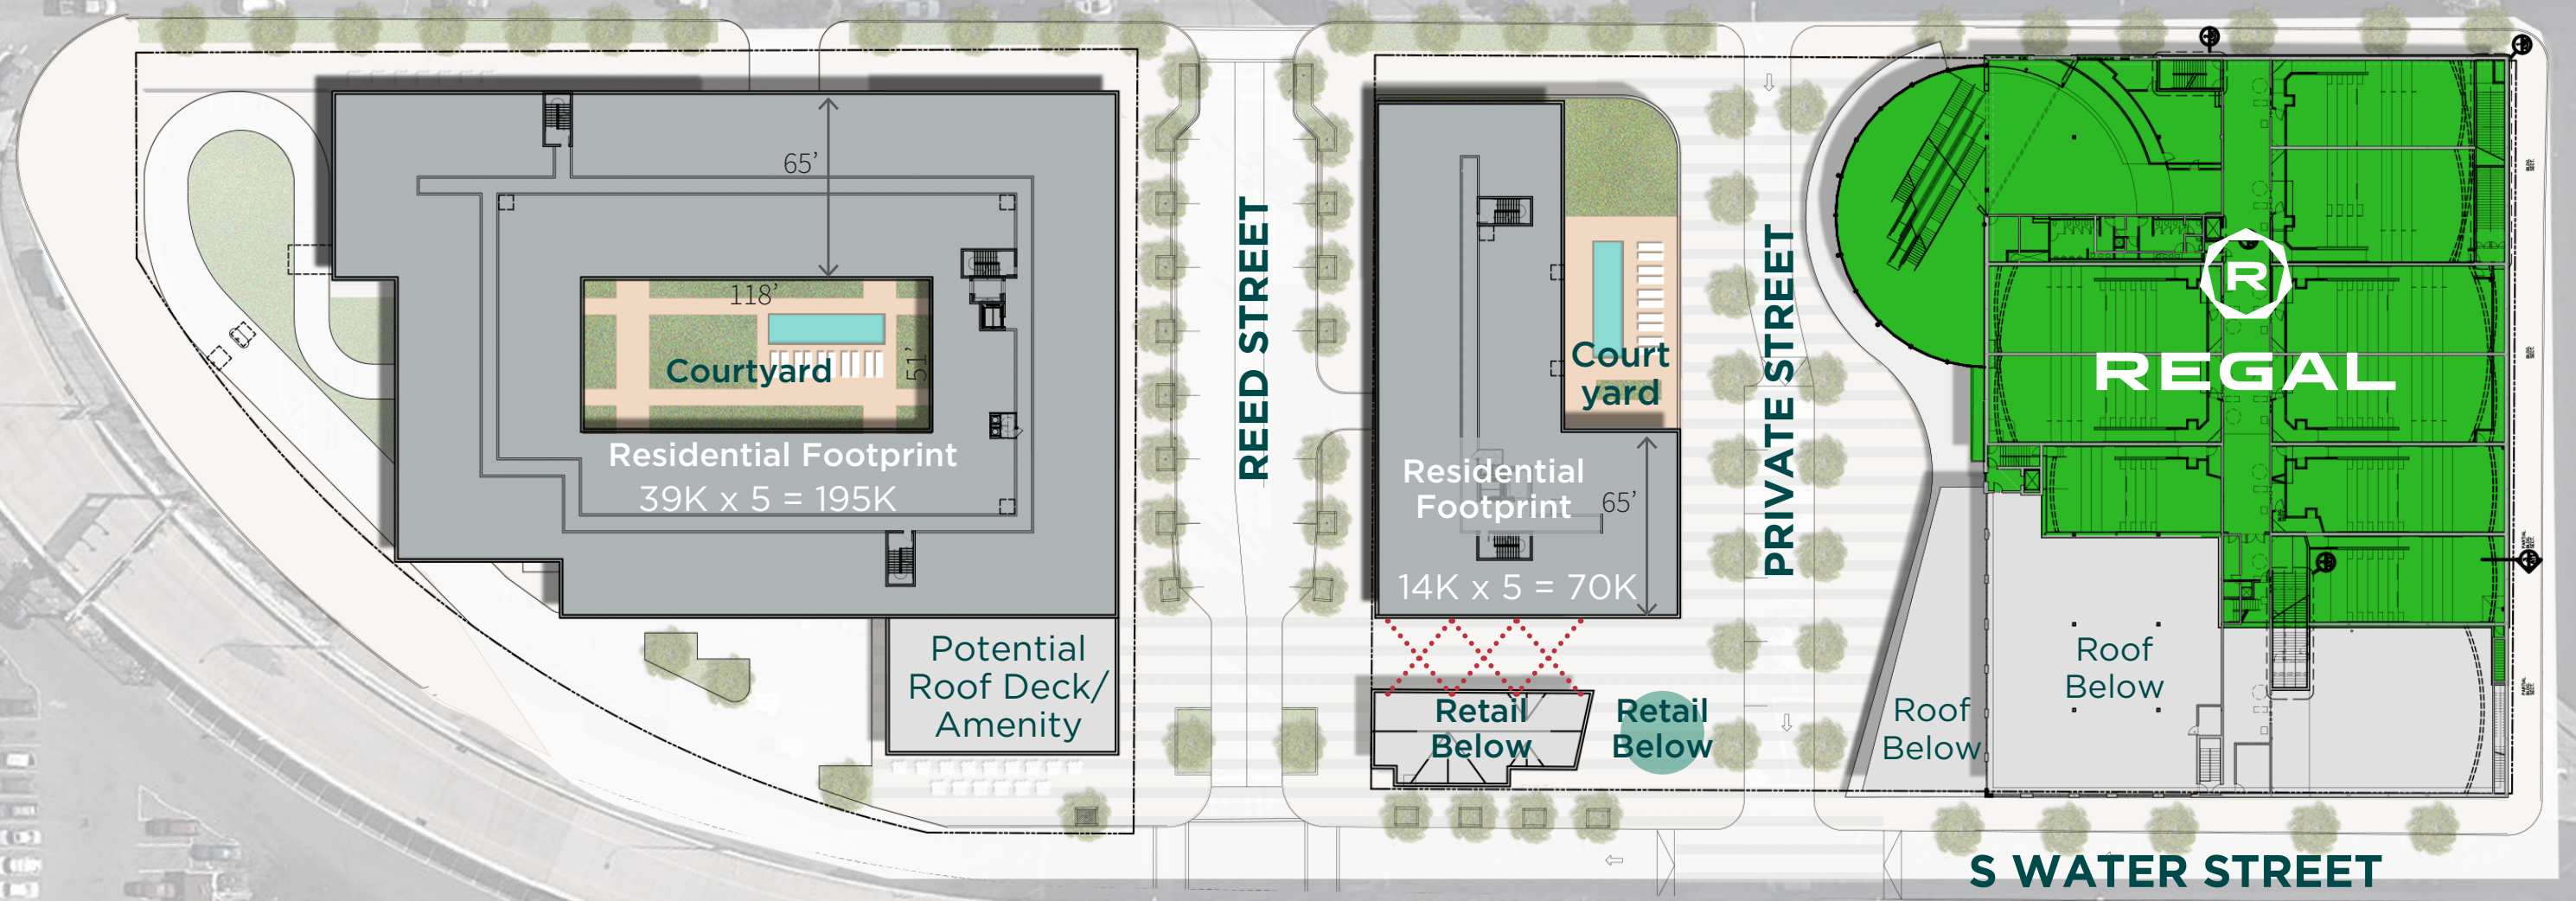 65’
118’
51’
Courtyard
Residential Footprint
39K x 5 = 195K
Potential
Roof Deck/
Amenity
REED STREET
Court
yard
Residential
Footprint
65’
14K x 5 = 70K
Retail
Below
Retail
Below
PRIVATE STREET
R
REGAL
Roof
Below
Roof
Below
S WATER STREET